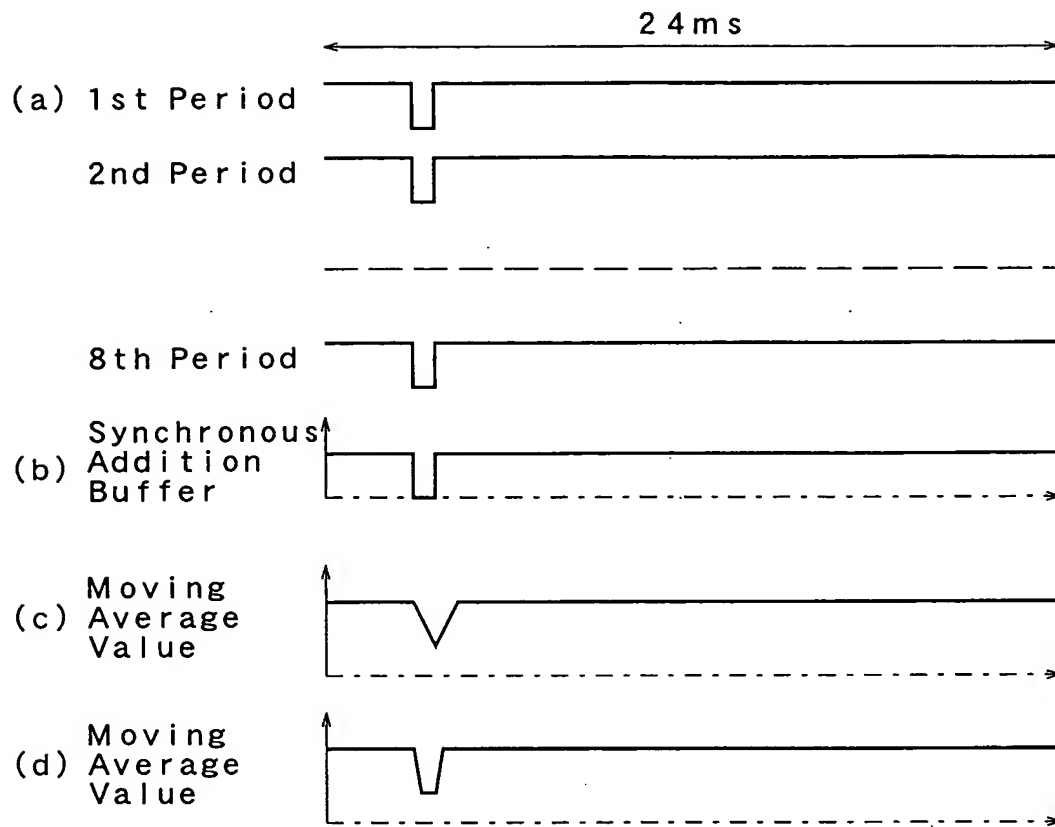 24ms
(a) 1st Period
2nd Period
8th Period
Synchronous
(b) Addition
Buffer
Moving
(c) Average
Value
Moving
(d) Average
Value